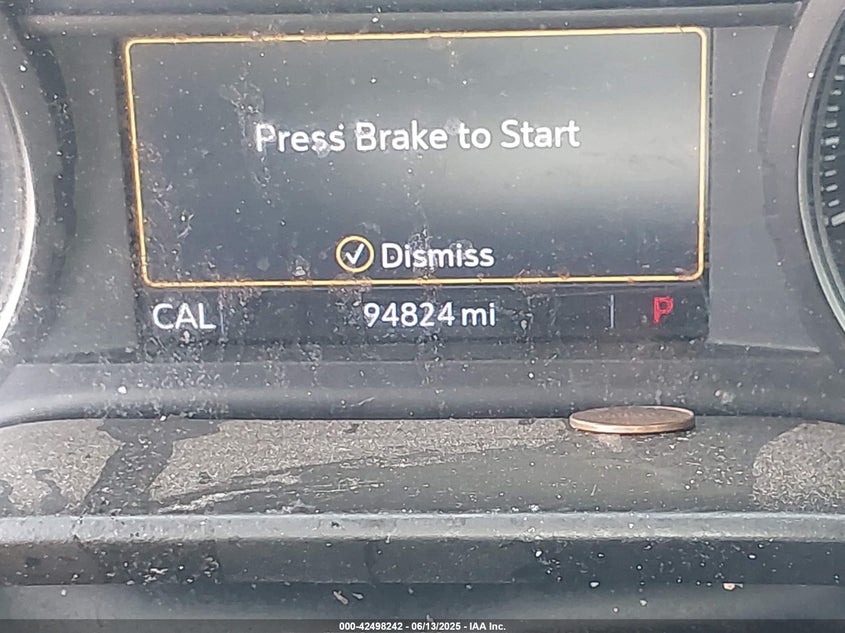 Press Brake to Start
Dismiss
CAL 94824 mi P
000-42498242 - 06/13/2025 - IAA Inc.